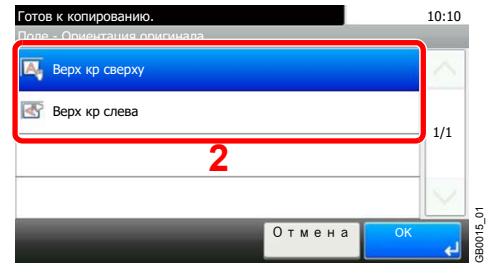 Готов к копированию. 10:10
Поле - Ориентация оригинала
Верх кр сверху
Верх кр слева
1/1
2
Отмена OK
GB0015_01